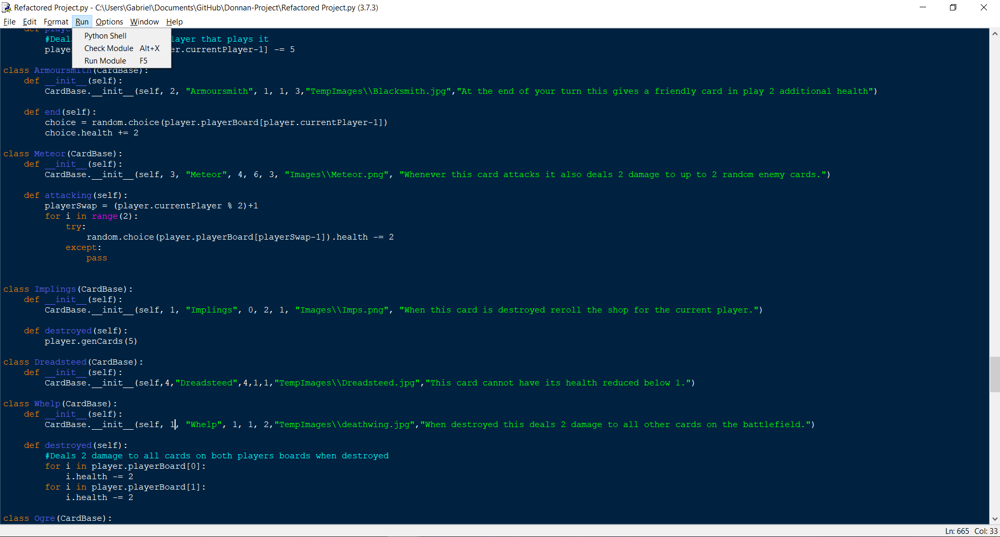 Refactored Project.py - C:\Users\Gabriel\Documents\GitHub\Donnan-Project\Refactored Project.py (3.7.3)
File Edit Format Run Options Window Help
Python Shell
Check Module Alt+X
Run Module F5
#Deal layer that plays it
playe er.currentPlayer-1] -= 5
class Armoursmith(CardBase):
    def __init__(self):
        CardBase.__init__(self, 2, "Armoursmith", 1, 1, 3,"TempImages\\Blacksmith.jpg","At the end of your turn this gives a friendly card in play 2 additional health")
    def end(self):
        choice = random.choice(player.playerBoard[player.currentPlayer-1])
        choice.health += 2
class Meteor(CardBase):
    def __init__(self):
        CardBase.__init__(self, 3, "Meteor", 4, 6, 3, "Images\\Meteor.png", "Whenever this card attacks it also deals 2 damage to up to 2 random enemy cards.")
    def attacking(self):
        playerSwap = (player.currentPlayer % 2)+1
        for i in range(2):
            try:
                random.choice(player.playerBoard[playerSwap-1]).health -= 2
            except:
                pass
class Implings(CardBase):
    def __init__(self):
        CardBase.__init__(self, 1, "Implings", 0, 2, 1, "Images\\Imps.png", "When this card is destroyed reroll the shop for the current player.")
    def destroyed(self):
        player.genCards(5)
class Dreadsteed(CardBase):
    def __init__(self):
        CardBase.__init__(self,4,"Dreadsteed",4,1,1,"TempImages\\Dreadsteed.jpg","This card cannot have its health reduced below 1.")
class Whelp(CardBase):
    def __init__(self):
        CardBase.__init__(self, 1, "Whelp", 1, 1, 2,"TempImages\\deathwing.jpg","When destroyed this deals 2 damage to all other cards on the battlefield.")
    def destroyed(self):
        #Deals 2 damage to all cards on both players boards when destroyed
        for i in player.playerBoard[0]:
            i.health -= 2
        for i in player.playerBoard[1]:
            i.health -= 2
class Ogre(CardBase):
Ln: 665 Col: 33